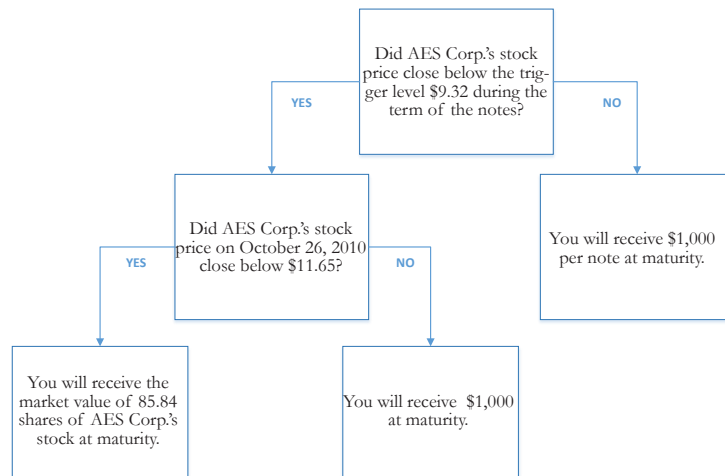 Did AES Corp.'s stock
price close below the trig-
ger level $9.32 during the
term of the notes?
YES
NO
Did AES Corp.'s stock
price on October 26, 2010
close below $11.65?
You will receive $1,000
per note at maturity.
YES
NO
You will receive the
market value of 85.84
shares of AES Corp.'s
stock at maturity.
You will receive $1,000
at maturity.